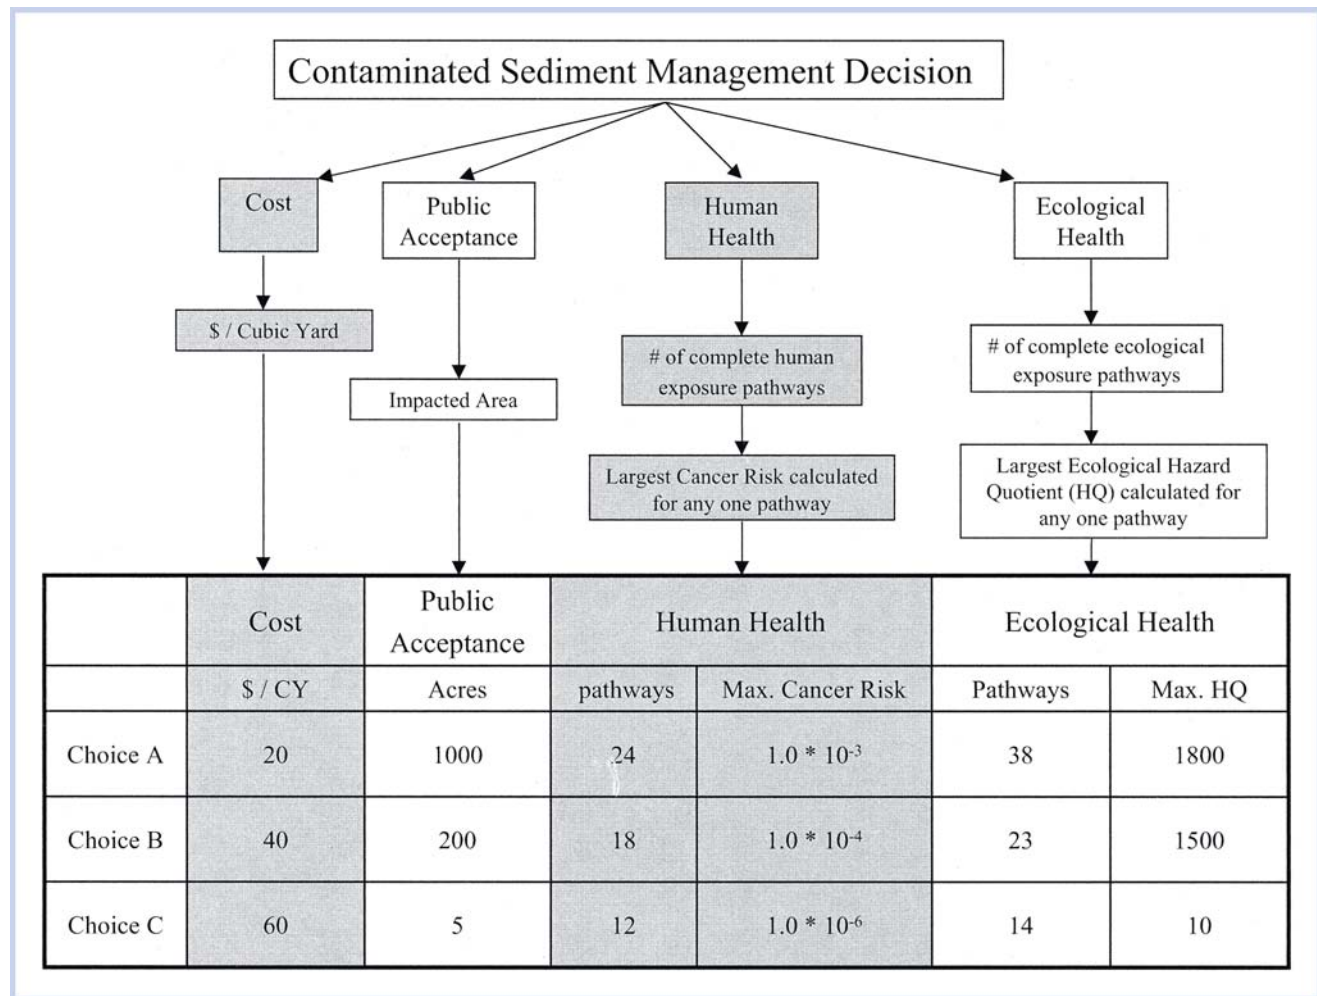 Contaminated Sediment Management Decision
Cost
Public
Acceptance
Human
Health
Ecological
Health
$ / Cubic Yard
Impacted Area
# of complete human
exposure pathways
# of complete ecological
exposure pathways
Largest Cancer Risk calculated
for any one pathway
Largest Ecological Hazard
Quotient (HQ) calculated for
any one pathway
Cost Public Acceptance Human Health Ecological Health
$ / CY Acres pathways Max. Cancer Risk Pathways Max. HQ
Choice A 20 1000 24 1.0 * 10⁻³ 38 1800
Choice B 40 200 18 1.0 * 10⁻⁴ 23 1500
Choice C 60 5 12 1.0 * 10⁻⁶ 14 10